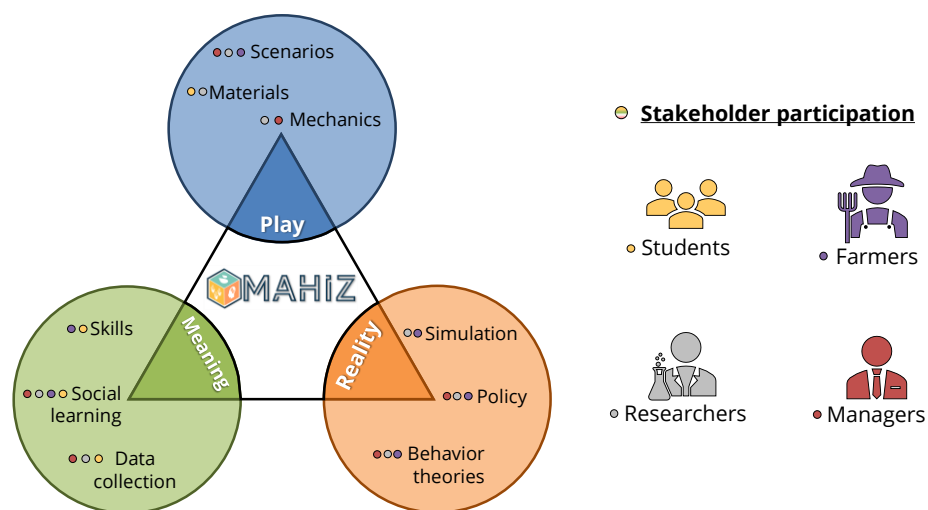 Scenarios
Materials
Mechanics
Play
MAHiZ
Meaning
Reality
Skills
Social
learning
Data
collection
Simulation
Policy
Behavior
theories
Stakeholder participation
Students
Farmers
Researchers
Managers